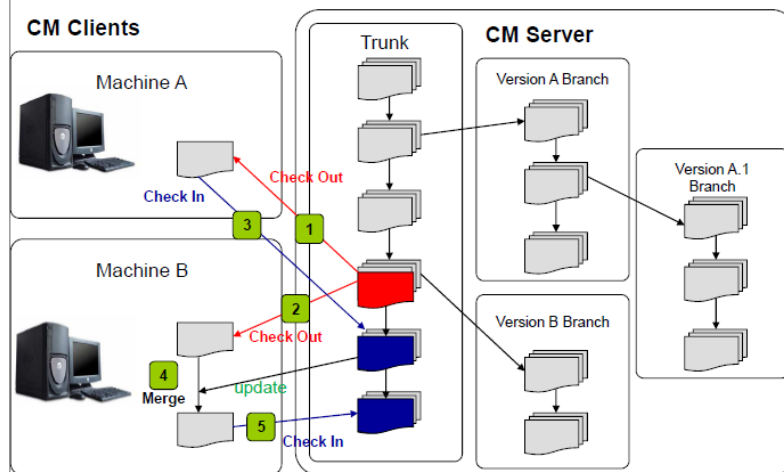 CM Clients
Machine A
Check In
Check Out
3
1
Machine B
2
Check Out
4
Merge
update
5
Check In
CM Server
Trunk
Version A Branch
Version A.1
Branch
Version B Branch